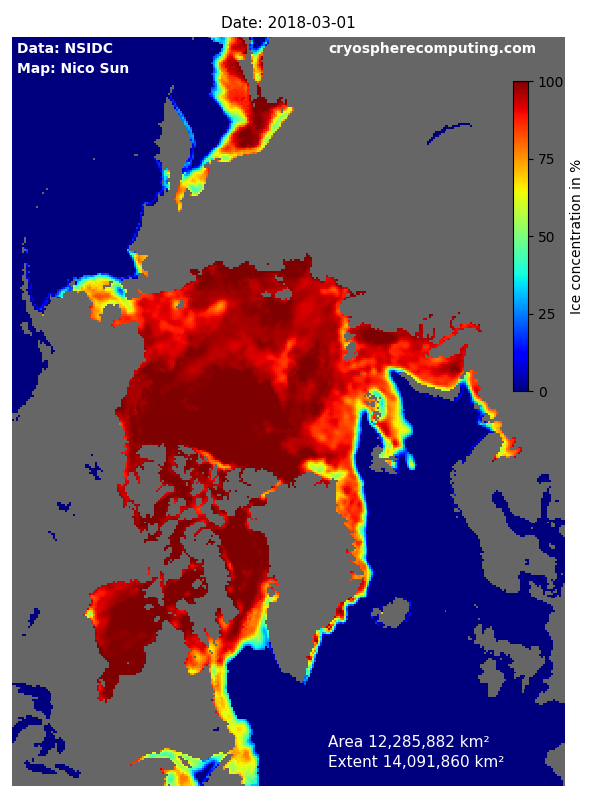 Date: 2018-03-01
Data: NSIDC
Map: Nico Sun
cryospherecomputing.com
100
75
50
25
0
Ice concentration in %
Area 12,285,882 km²
Extent 14,091,860 km²